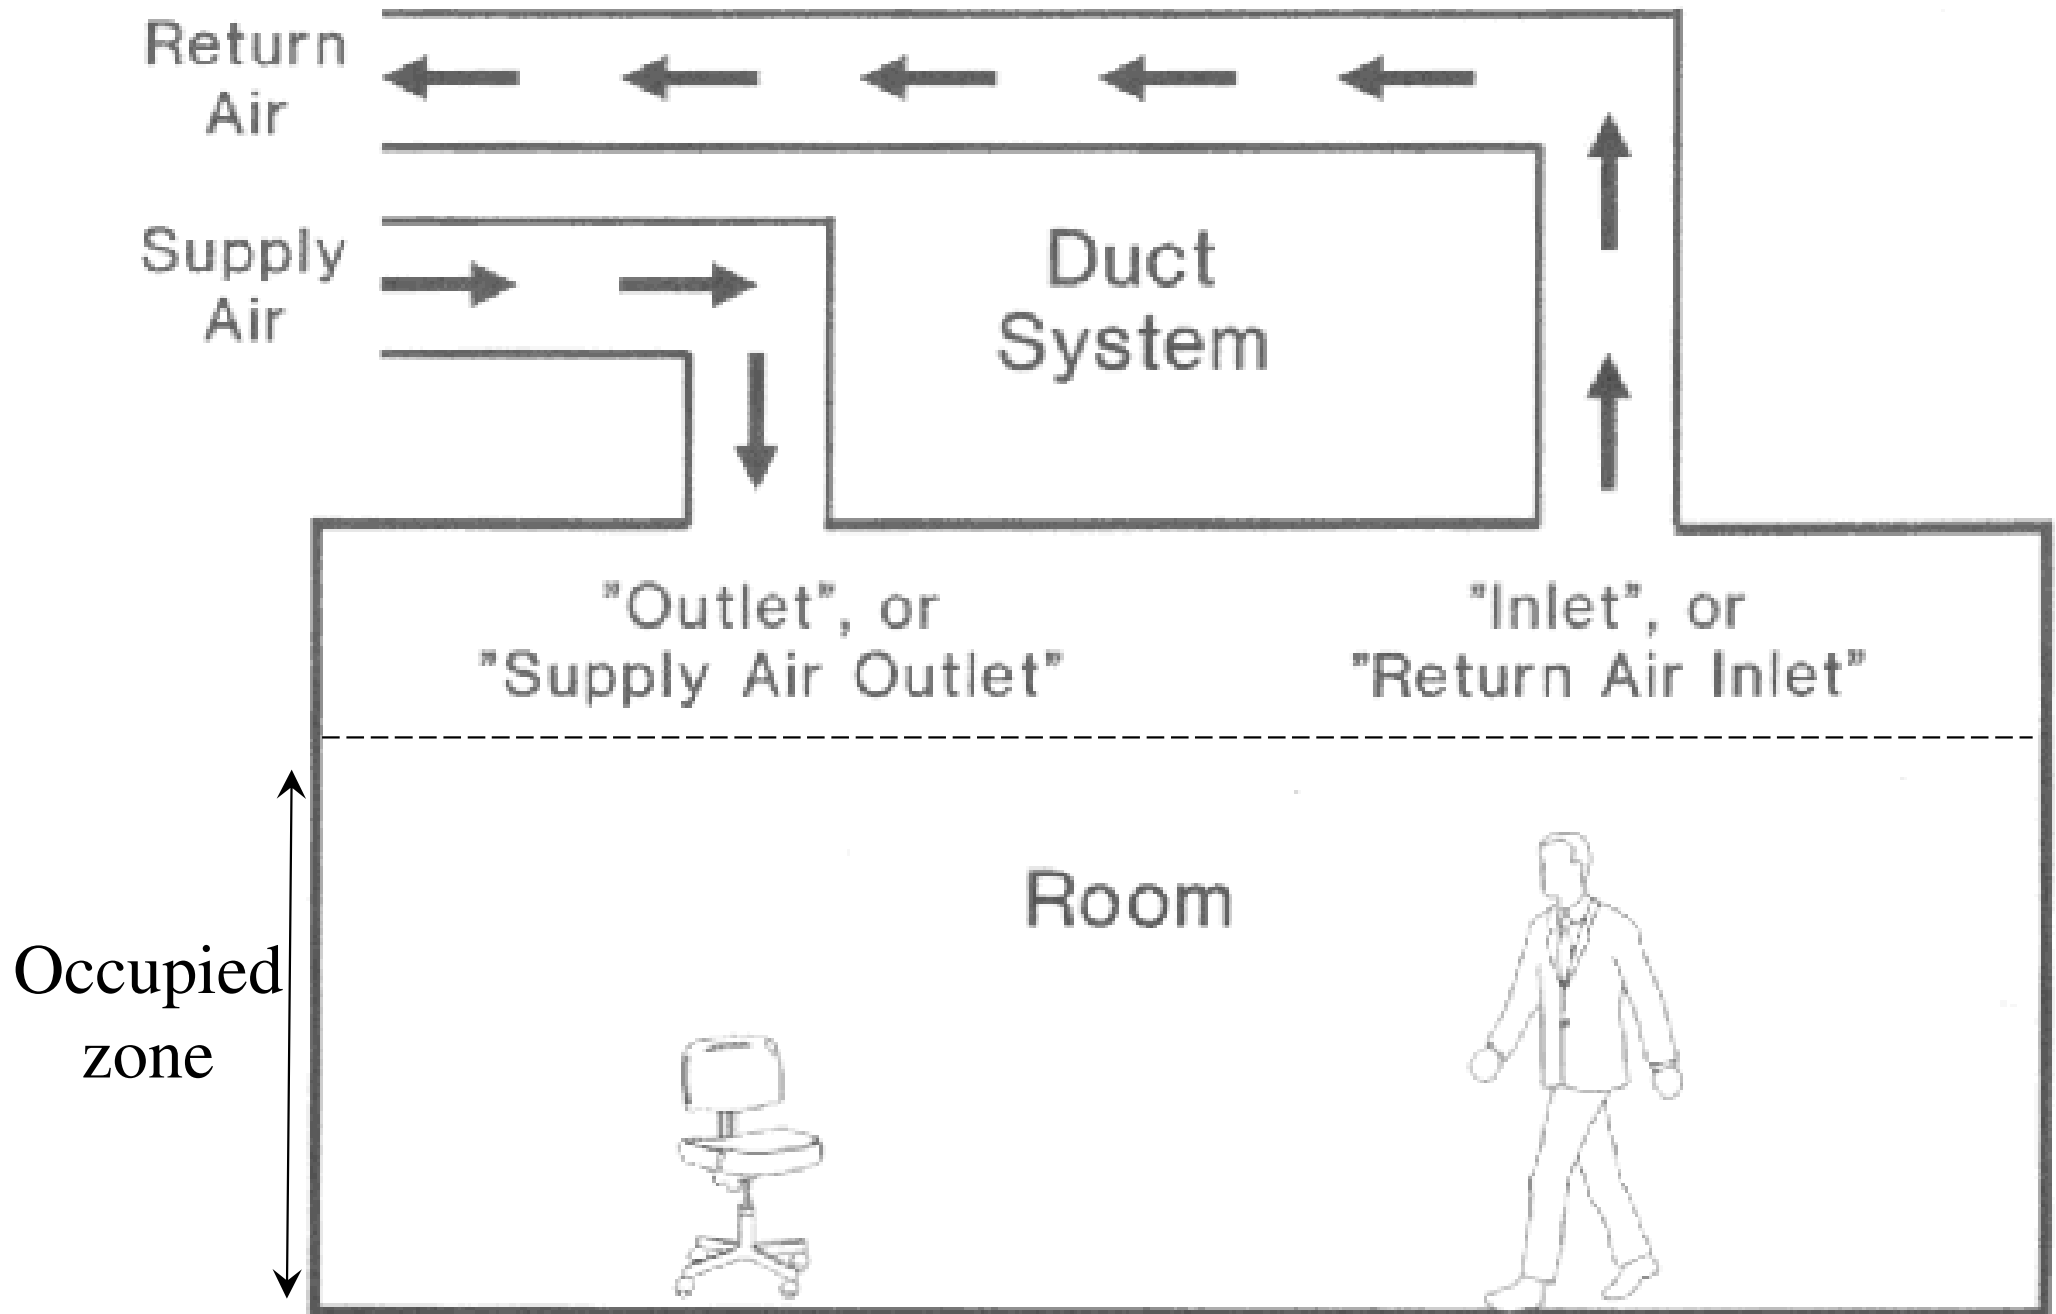 Return
Air
Supply
Air
Duct
System
"Outlet", or
"Supply Air Outlet"
"Inlet", or
"Return Air Inlet"
Room
Occupied
zone